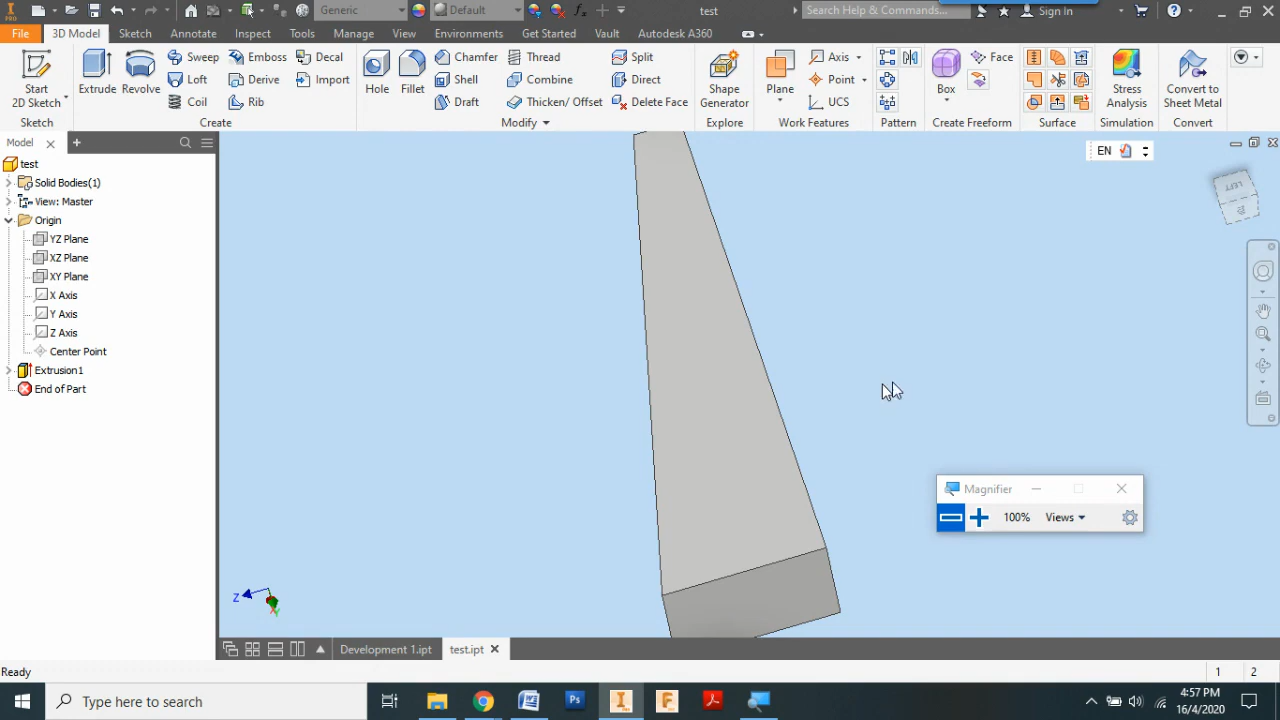 PRO
Generic
Default
test
Search Help & Commands...
Sign In
File
3D Model
Sketch
Annotate
Inspect
Tools
Manage
View
Environments
Get Started
Vault
Autodesk A360
Start
2D Sketch
Sketch
Extrude
Revolve
Sweep
Loft
Coil
Emboss
Derive
Rib
Decal
Import
Create
Hole
Fillet
Chamfer
Shell
Draft
Thread
Combine
Thicken/ Offset
Split
Direct
Delete Face
Modify
Shape
Generator
Explore
Plane
Axis
Point
UCS
Work Features
Pattern
Box
Face
Create Freeform
Surface
Stress
Analysis
Simulation
Convert to
Sheet Metal
Convert
Model
test
Solid Bodies(1)
View: Master
Origin
YZ Plane
XZ Plane
XY Plane
X Axis
Y Axis
Z Axis
Center Point
Extrusion1
End of Part
EN
LEFT
Magnifier
100%
Views
Z
Development 1.ipt
test.ipt
Ready
1
2
Type here to search
4:57 PM
16/4/2020